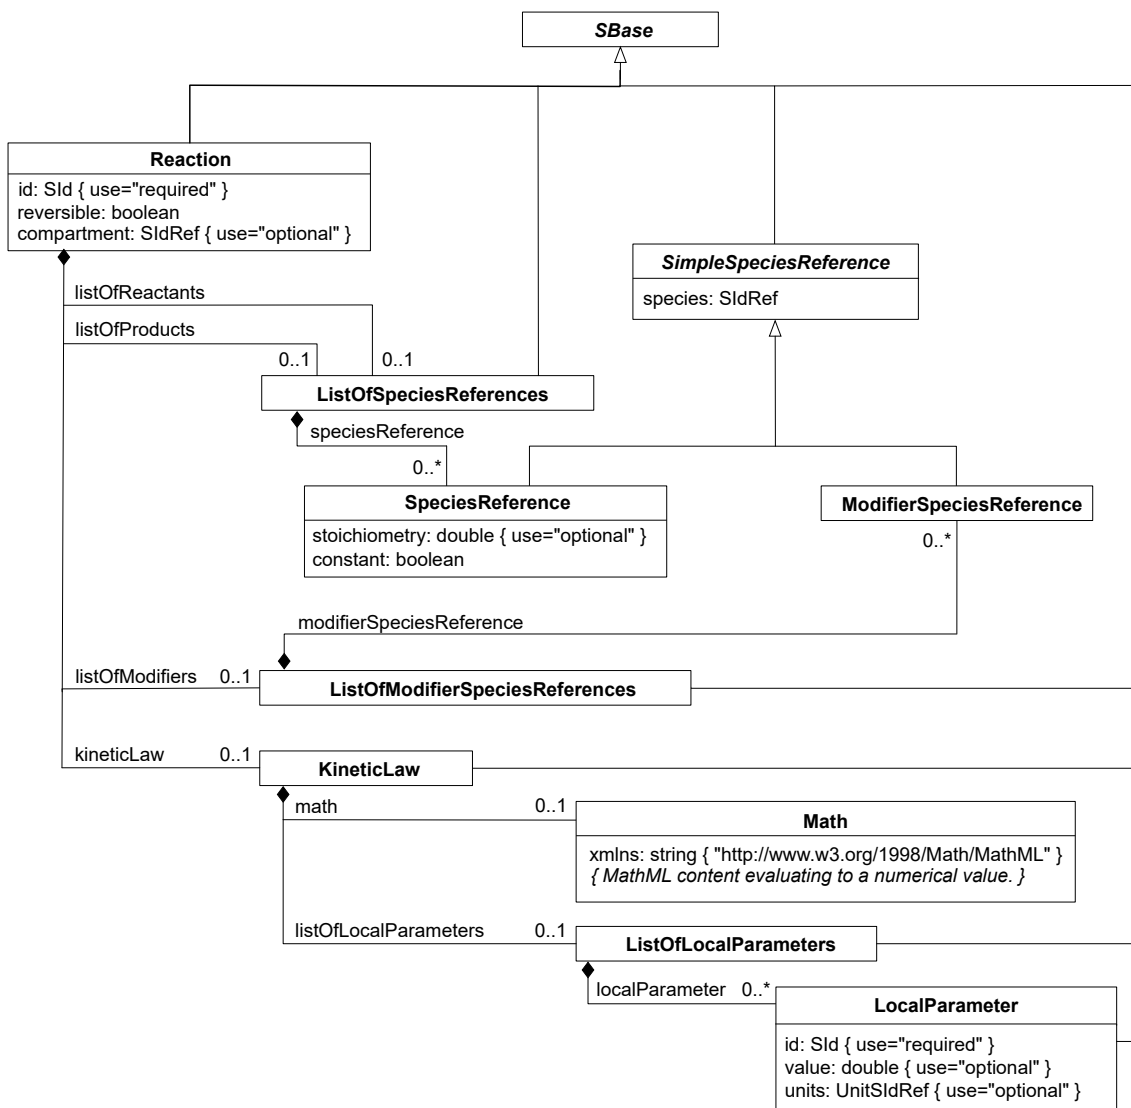 SBase
Reaction
id: SId { use="required" }
reversible: boolean
compartment: SIdRef { use="optional" }
SimpleSpeciesReference
species: SIdRef
listOfReactants
listOfProducts
0..1
0..1
ListOfSpeciesReferences
speciesReference
0..*
SpeciesReference
stoichiometry: double { use="optional" }
constant: boolean
ModifierSpeciesReference
0..*
modifierSpeciesReference
listOfModifiers 0..1
ListOfModifierSpeciesReferences
kineticLaw 0..1
KineticLaw
math 0..1
Math
xmlns: string { "http://www.w3.org/1998/Math/MathML" }
{ MathML content evaluating to a numerical value. }
listOfLocalParameters 0..1
ListOfLocalParameters
localParameter 0..*
LocalParameter
id: SId { use="required" }
value: double { use="optional" }
units: UnitSIdRef { use="optional" }